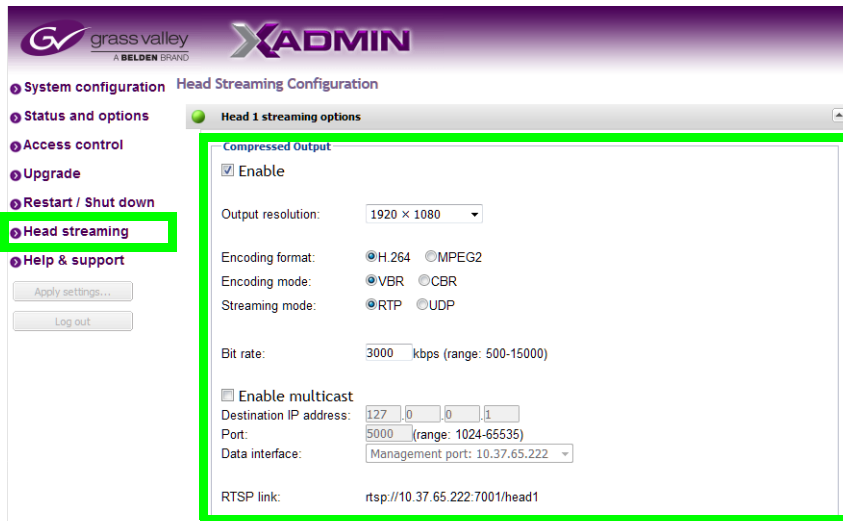 grass valley
A BELDEN BRAND
XADMIN
System configuration
Status and options
Access control
Upgrade
Restart / Shut down
Head streaming
Help & support
Apply settings...
Log out
Head Streaming Configuration
Head 1 streaming options
Compressed Output
Enable
Output resolution: 1920 × 1080
Encoding format: H.264 MPEG2
Encoding mode: VBR CBR
Streaming mode: RTP UDP
Bit rate: 3000 kbps (range: 500-15000)
Enable multicast
Destination IP address: 127 .0 .0 .1
Port: 5000 (range: 1024-65535)
Data interface: Management port: 10.37.65.222
RTSP link: rtsp://10.37.65.222:7001/head1